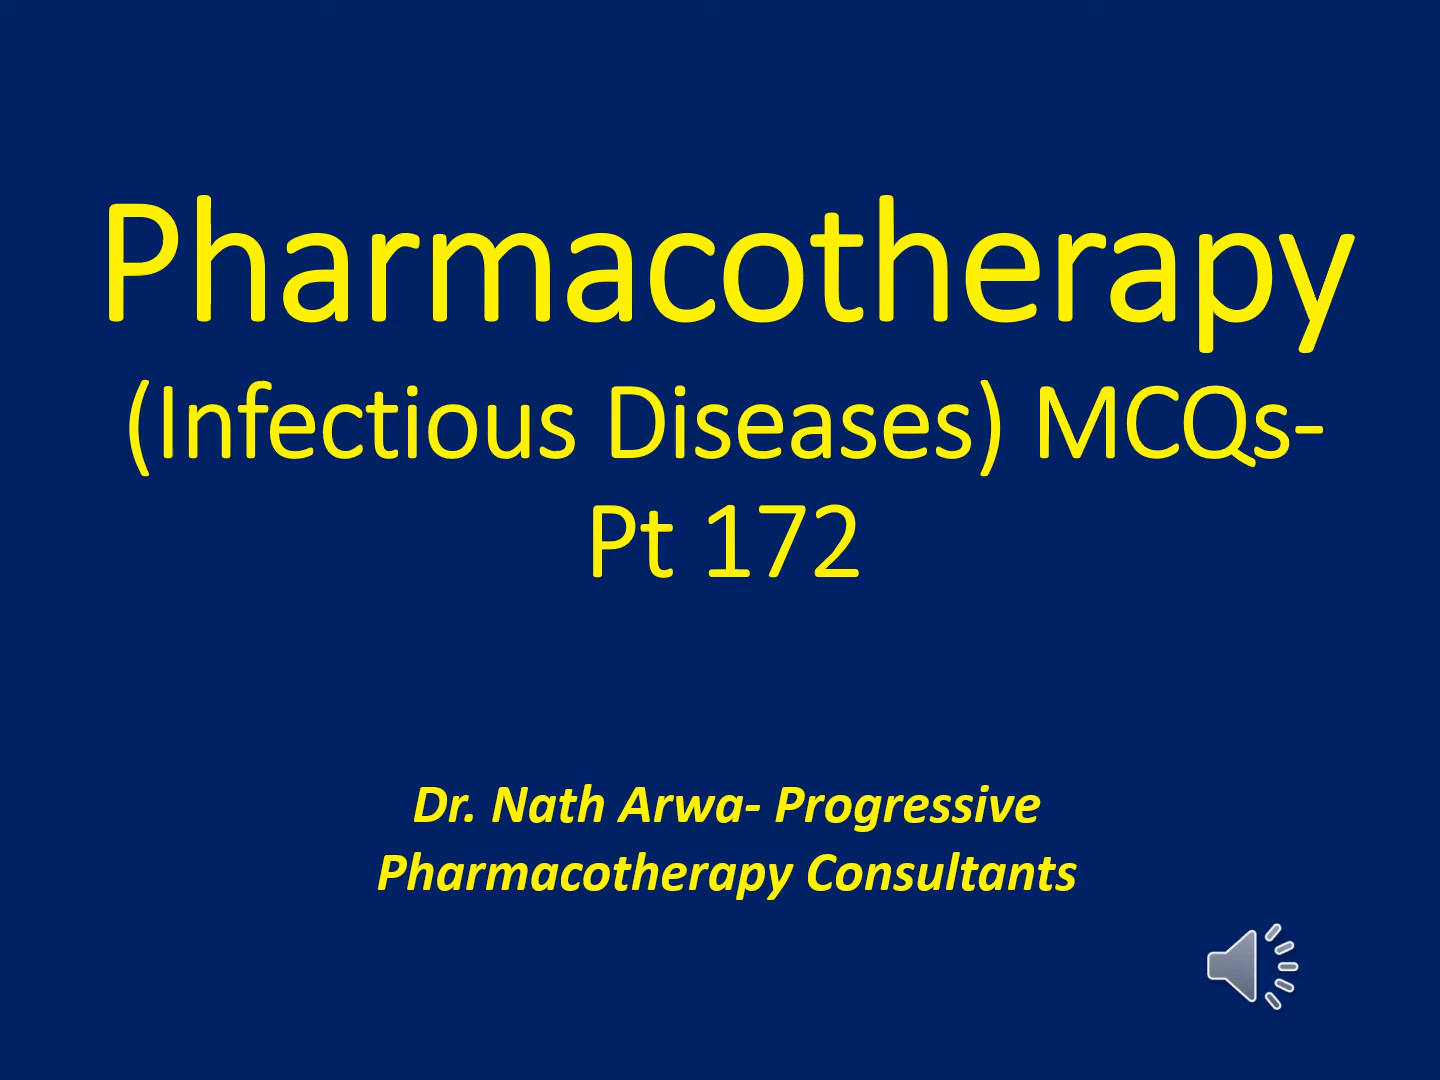 Pharmacotherapy
(Infectious Diseases) MCQs-
Pt 172
Dr. Nath Arwa- Progressive
Pharmacotherapy Consultants